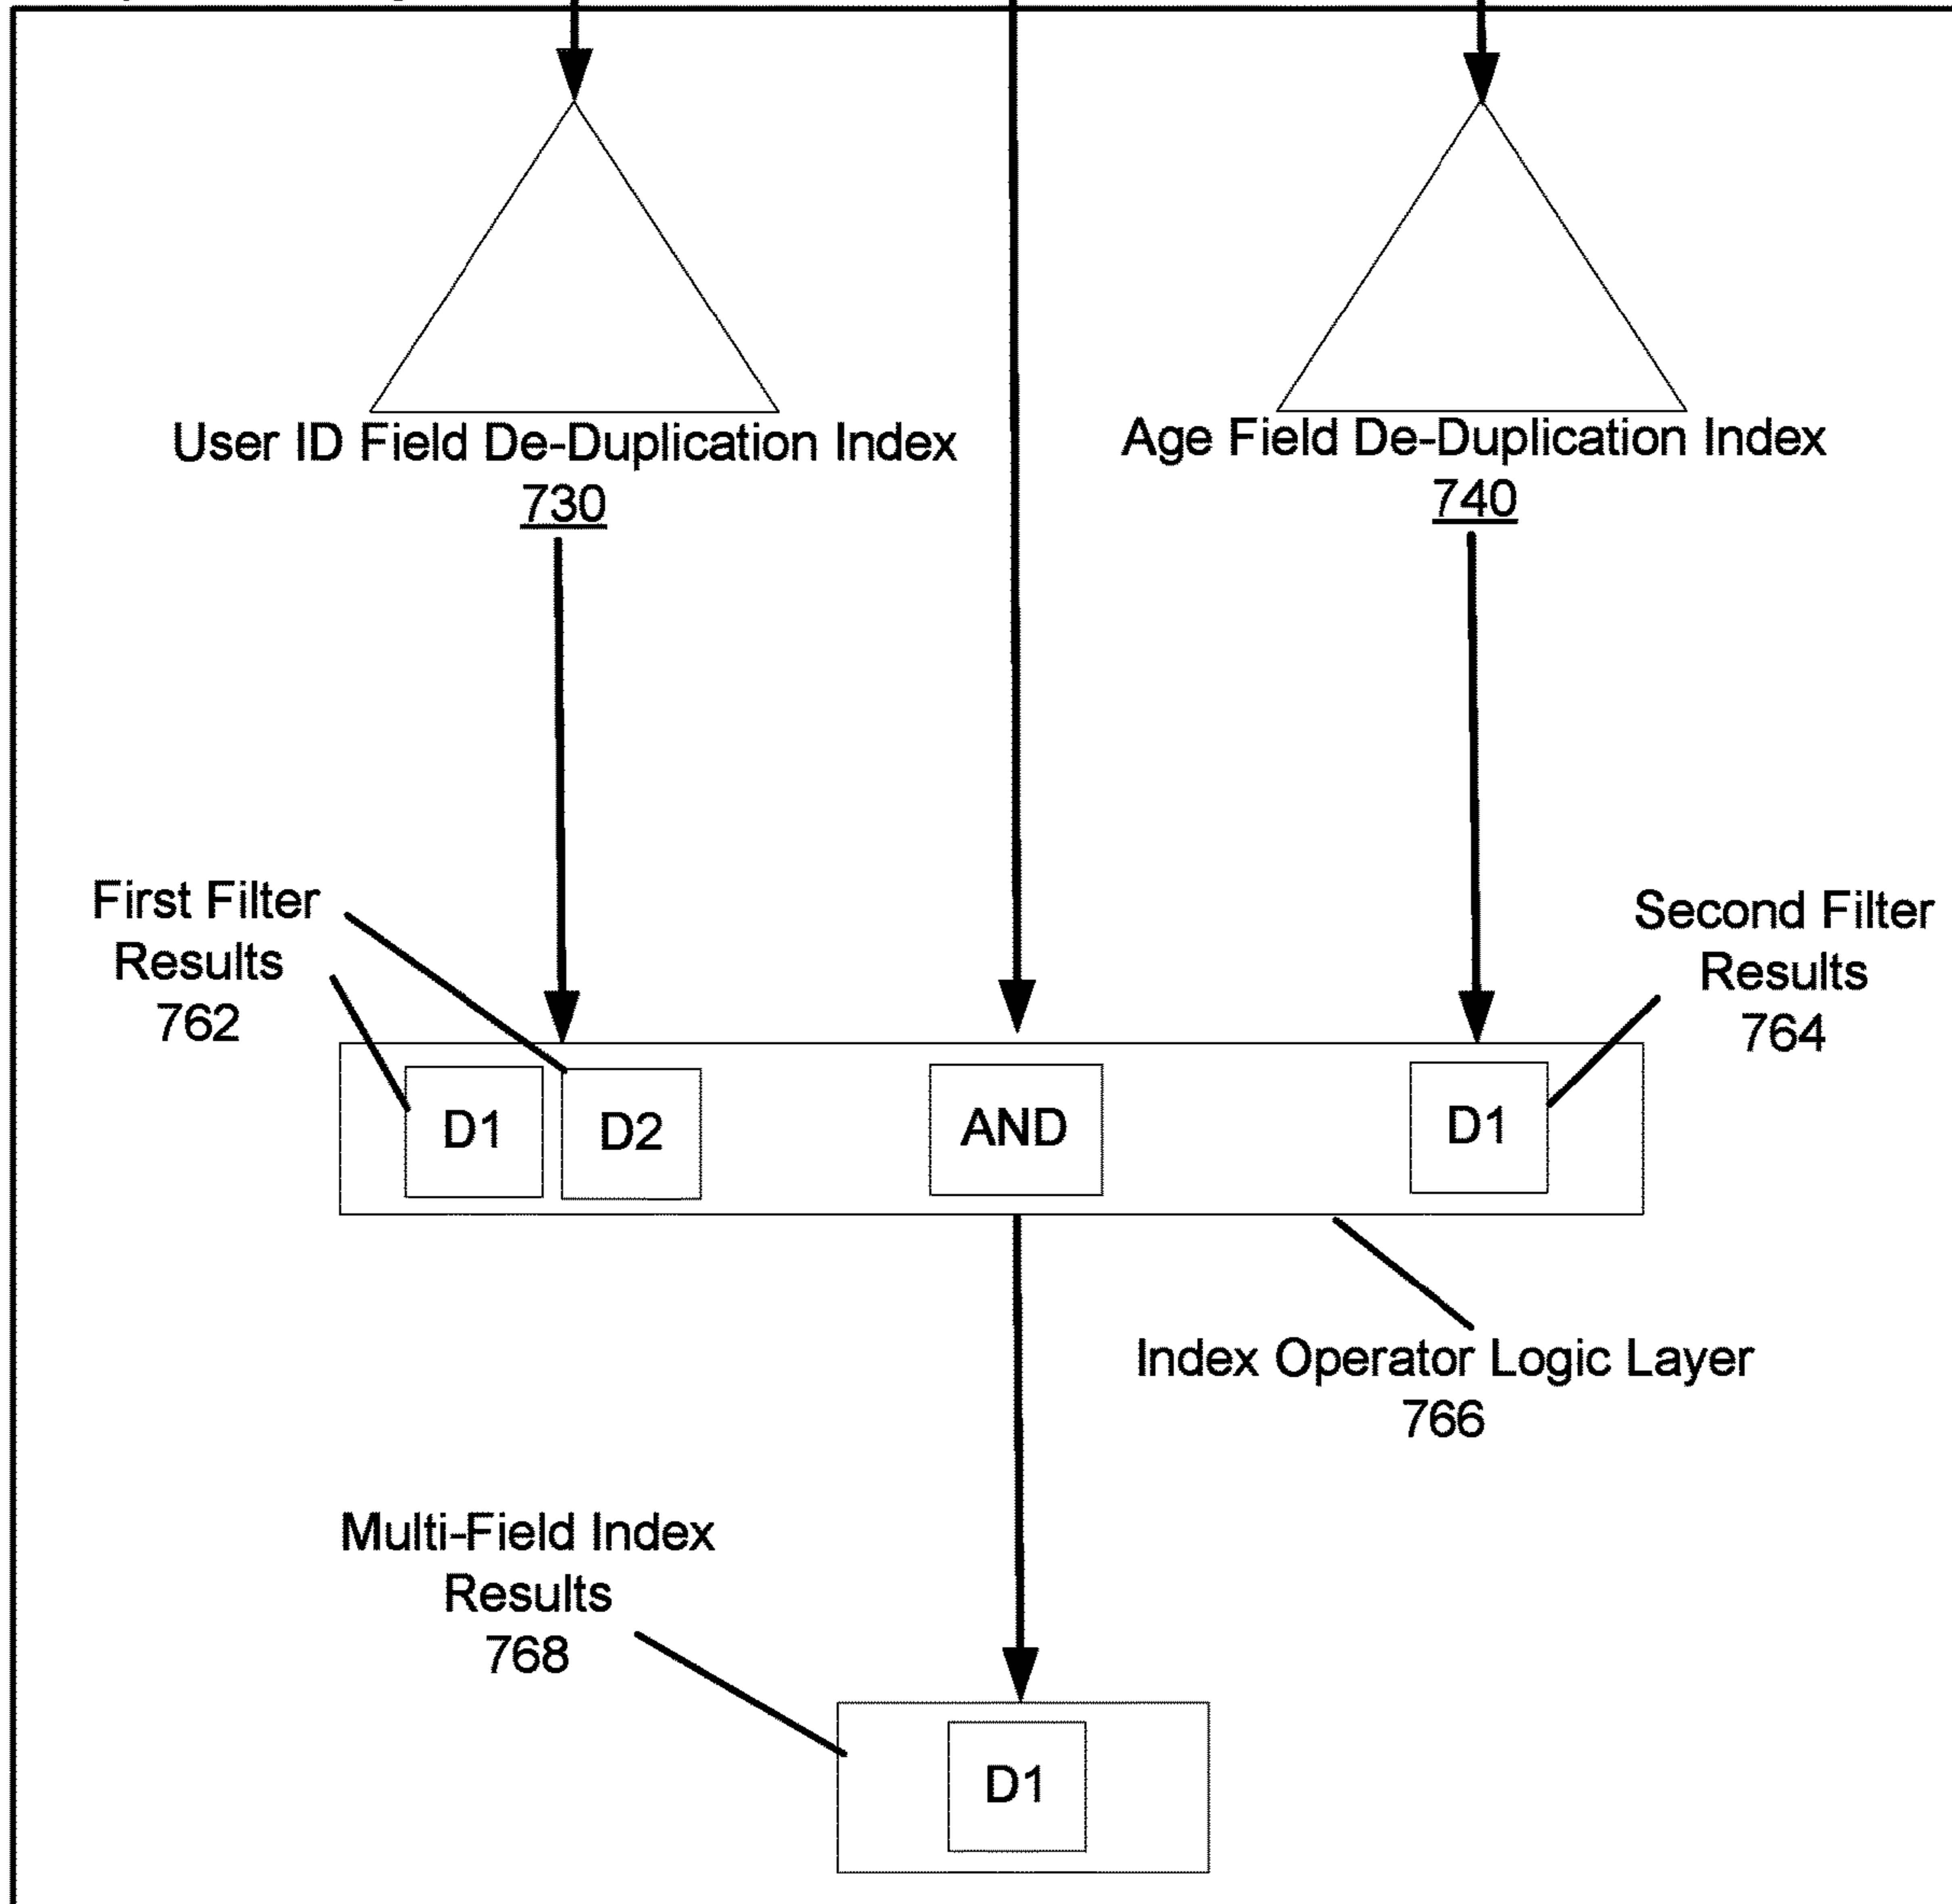 User ID Field De-Duplication Index
730
Age Field De-Duplication Index
740
First Filter
Results
762
Second Filter
Results
764
D1
D2
AND
D1
Index Operator Logic Layer
766
Multi-Field Index
Results
768
D1